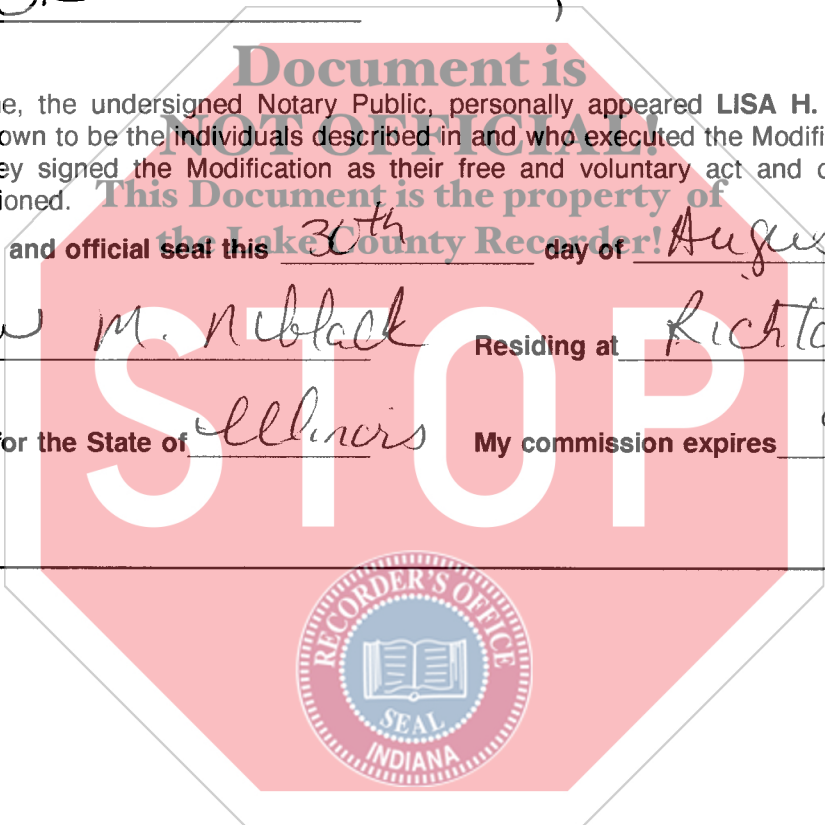 Document is
e, the undersigned Notary Public, personally appeared LISA H.
own to be the individuals described in and who executed the Modifi
NOT OFFICIAL!
ey signed the Modification as their free and voluntary act and
ioned. This Document is the property of
and official seal this 30th day of Augus
the Lake County Recorder!
M. Niblack Residing at Richto
STOP
for the State of Illinois My commission expires
RECORDER'S OFFICE
SEAL
INDIANA